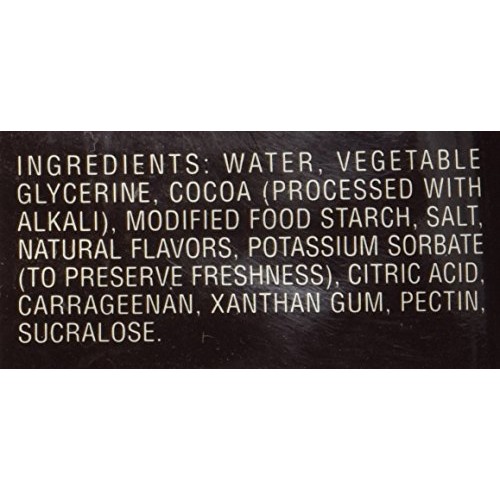 INGREDIENTS: WATER, VEGETABLE
GLYCERINE, COCOA (PROCESSED WITH
ALKALI), MODIFIED FOOD STARCH, SALT,
NATURAL FLAVORS, POTASSIUM SORBATE
(TO PRESERVE FRESHNESS), CITRIC ACID,
CARRAGEENAN, XANTHAN GUM, PECTIN,
SUCRALOSE.